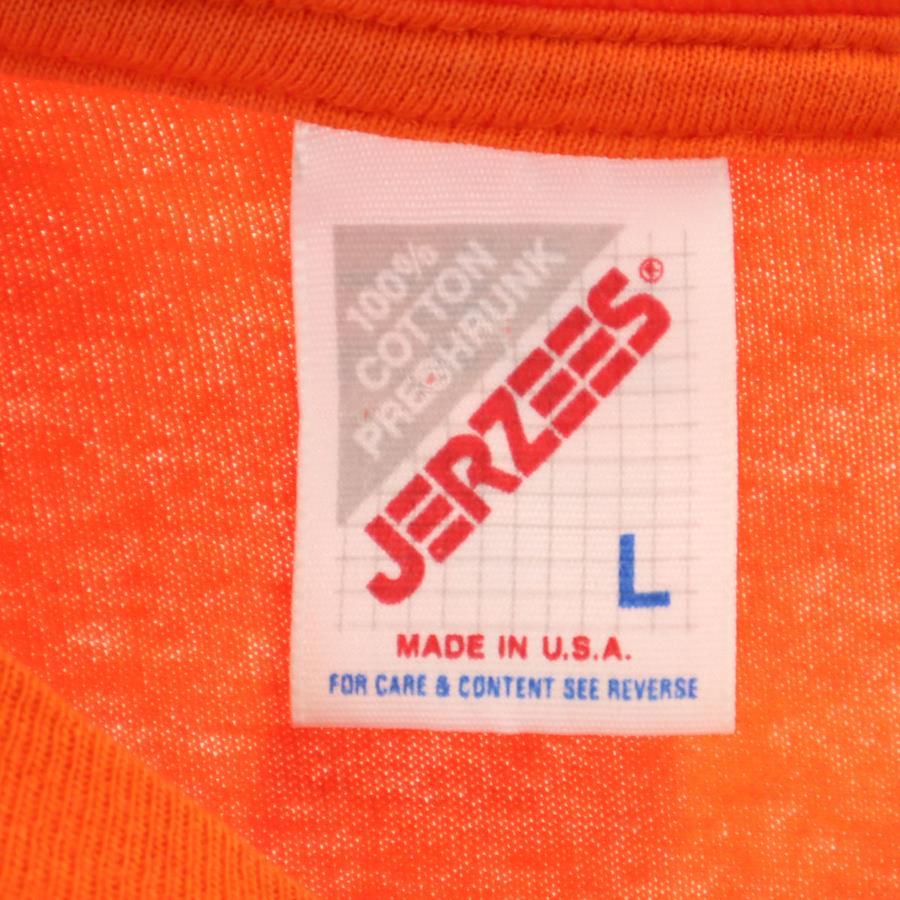 100%
COTTON
PRESHRUNK
JERZEES®
L
MADE IN U.S.A.
FOR CARE & CONTENT SEE REVERSE